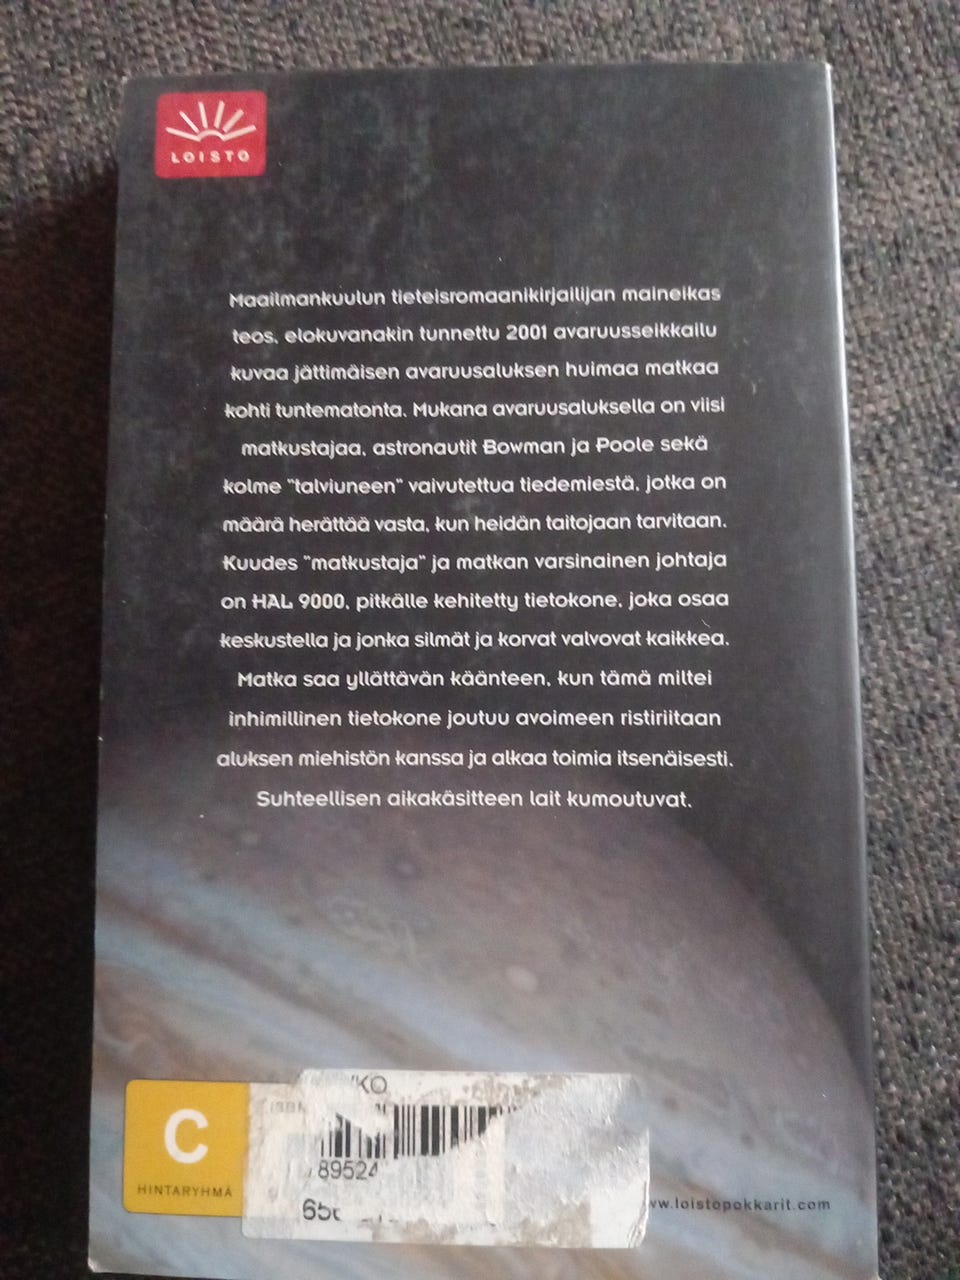 LOISTO
Maailmankuulun tieteisromaanikirjailijan maineikas
teos, elokuvanakin tunnettu 2001 avaruusseikkailu
kuvaa jättimäisen avaruusaluksen huimaa matkaa
kohti tuntematonta. Mukana avaruusaluksella on viisi
matkustajaa, astronautit Bowman ja Poole sekä
kolme "talviuneen" vaivutettua tiedemiestä, jotka on
määrä herättää vasta, kun heidän taitojaan tarvitaan.
Kuudes "matkustaja" ja matkan varsinainen johtaja
on HAL 9000, pitkälle kehitetty tietokone, joka osaa
keskustella ja jonka silmät ja korvat valvovat kaikkea.
Matka saa yllättävän käänteen, kun tämä miltei
inhimillinen tietokone joutuu avoimeen ristiriitaan
aluksen miehistön kanssa ja alkaa toimia itsenäisesti.
Suhteellisen aikakäsitteen lait kumoutuvat.
C
HINTARYHMÄ
ISBN
89524
www.loistopokkarit.com